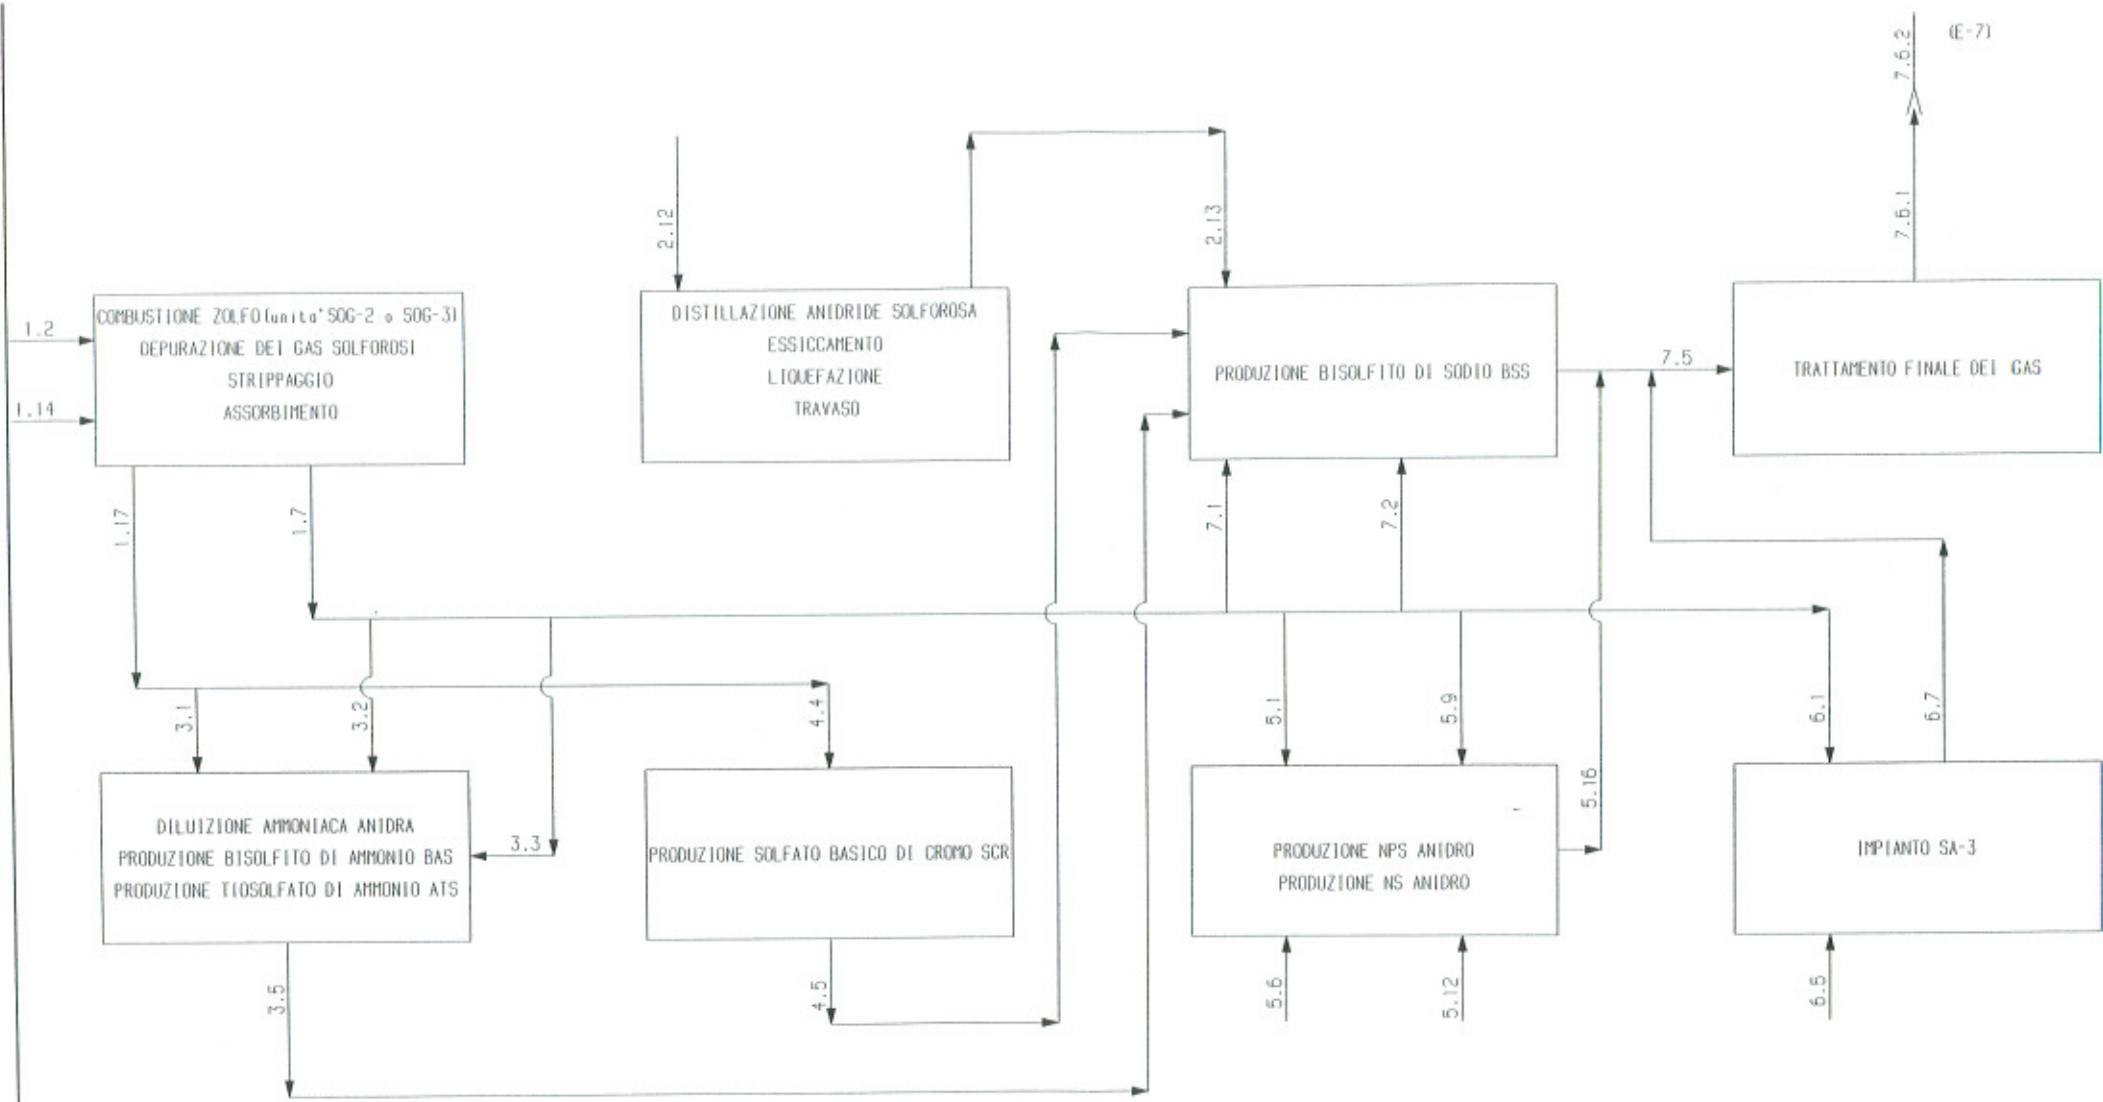 (E-7)
7.6.2
7.6.1
2.12
2.13
COMBUSTIONE ZOLFO(unita' SOG-2 o SOG-3)
DEPURAZIONE DEI GAS SOLFOROSI
STRIPPAGGIO
ASSORBIMENTO
1.2
1.14
DISTILLAZIONE ANIDRIDE SOLFOROSA
ESSICCAMENTO
LIQUEFAZIONE
TRAVASO
PRODUZIONE BISOLFITO DI SODIO BSS
7.5
TRATTAMENTO FINALE DEI GAS
1.17
1.7
7.1
7.2
3.1
3.2
4.4
5.1
5.9
6.1
6.7
DILUIZIONE AMMONIACA ANIDRA
PRODUZIONE BISOLFITO DI AMMONIO BAS
PRODUZIONE TIOSOLFATO DI AMMONIO ATS
3.3
PRODUZIONE SOLFATO BASICO DI CROMO SCR
PRODUZIONE NPS ANIDRO
PRODUZIONE NS ANIDRO
5.16
IMPIANTO SA-3
3.5
4.5
5.6
5.12
6.5